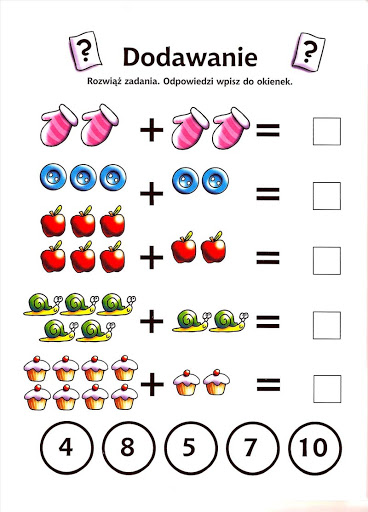 ? Dodawanie ?
Rozwiąż zadania. Odpowiedzi wpisz do okienek.
+ =
+ =
+ =
+ =
+ =
4 8 5 7 10